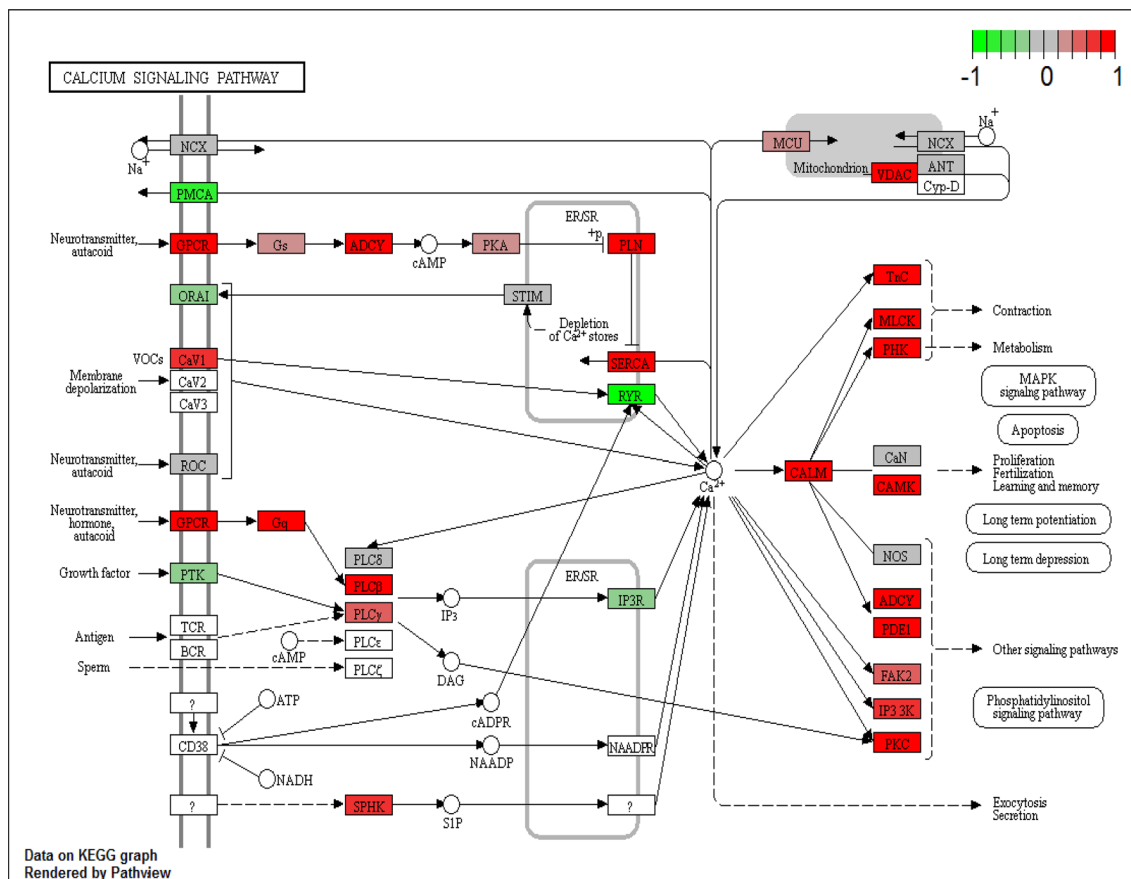 -1 0 1
CALCIUM SIGNALING PATHWAY
NCX
Na+
MCU
Mitochondrion
NCX
Na+
ANT
VDAC
Cyp-D
PMCA
ER/SR
Neurotransmitter,
autacoid
GPCR
Gs
ADCY
cAMP
PKA
+p
PLN
ORAI
STIM
Depletion
of Ca2+ stores
VOCs
CaV1
CaV2
CaV3
Membrane
depolarization
SERCA
RYR
TnC
MLCK
PHK
Contraction
Metabolism
MAPK
signalng pathway
Apoptosis
Neurotransmitter,
autacoid
ROC
Ca2+
CALM
CaN
CAMK
Proliferation
Fertilization
Learning and memory
Neurotransmitter,
hormone,
autacoid
GPCR
Gq
Long term potentiation
Long term depression
PLCδ
PLCβ
PLCγ
PLCε
PLCζ
Growth factor
PTK
IP3
ER/SR
IP3R
NOS
ADCY
PDE1
FAK2
IP3 3K
PKC
Other signaling pathways
Phosphatidylinositol
signaling pathway
Antigen
TCR
BCR
cAMP
Sperm
DAG
?
ATP
cADPR
CD38
NAADP
NAADPR
NADH
?
SPHK
S1P
?
Exocytosis
Secretion
Data on KEGG graph
Rendered by Pathview